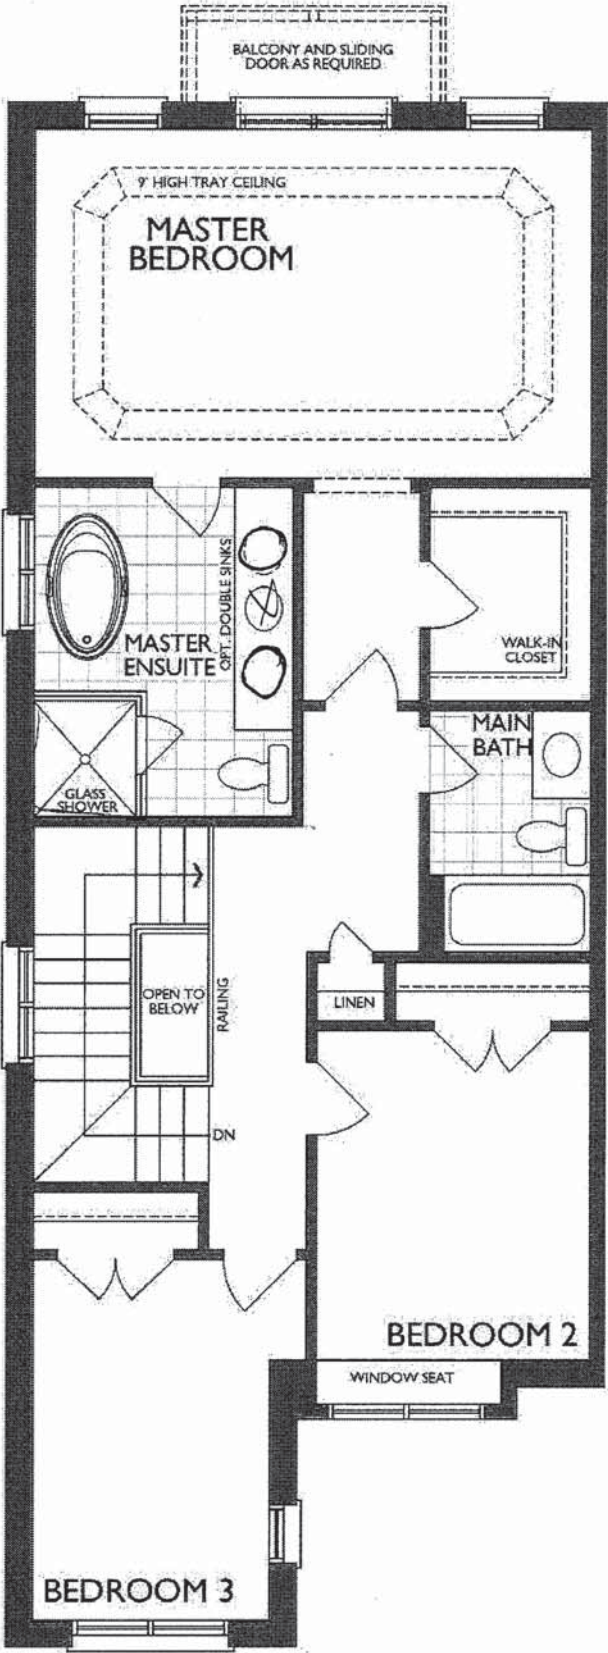 BALCONY AND SLIDING
DOOR AS REQUIRED
9' HIGH TRAY CEILING
MASTER
BEDROOM
OPT. DOUBLE SINKS
MASTER
ENSUITE
WALK-IN
CLOSET
MAIN
BATH
GLASS
SHOWER
OPEN TO
BELOW
RAILING
LINEN
DN
BEDROOM 2
WINDOW SEAT
BEDROOM 3